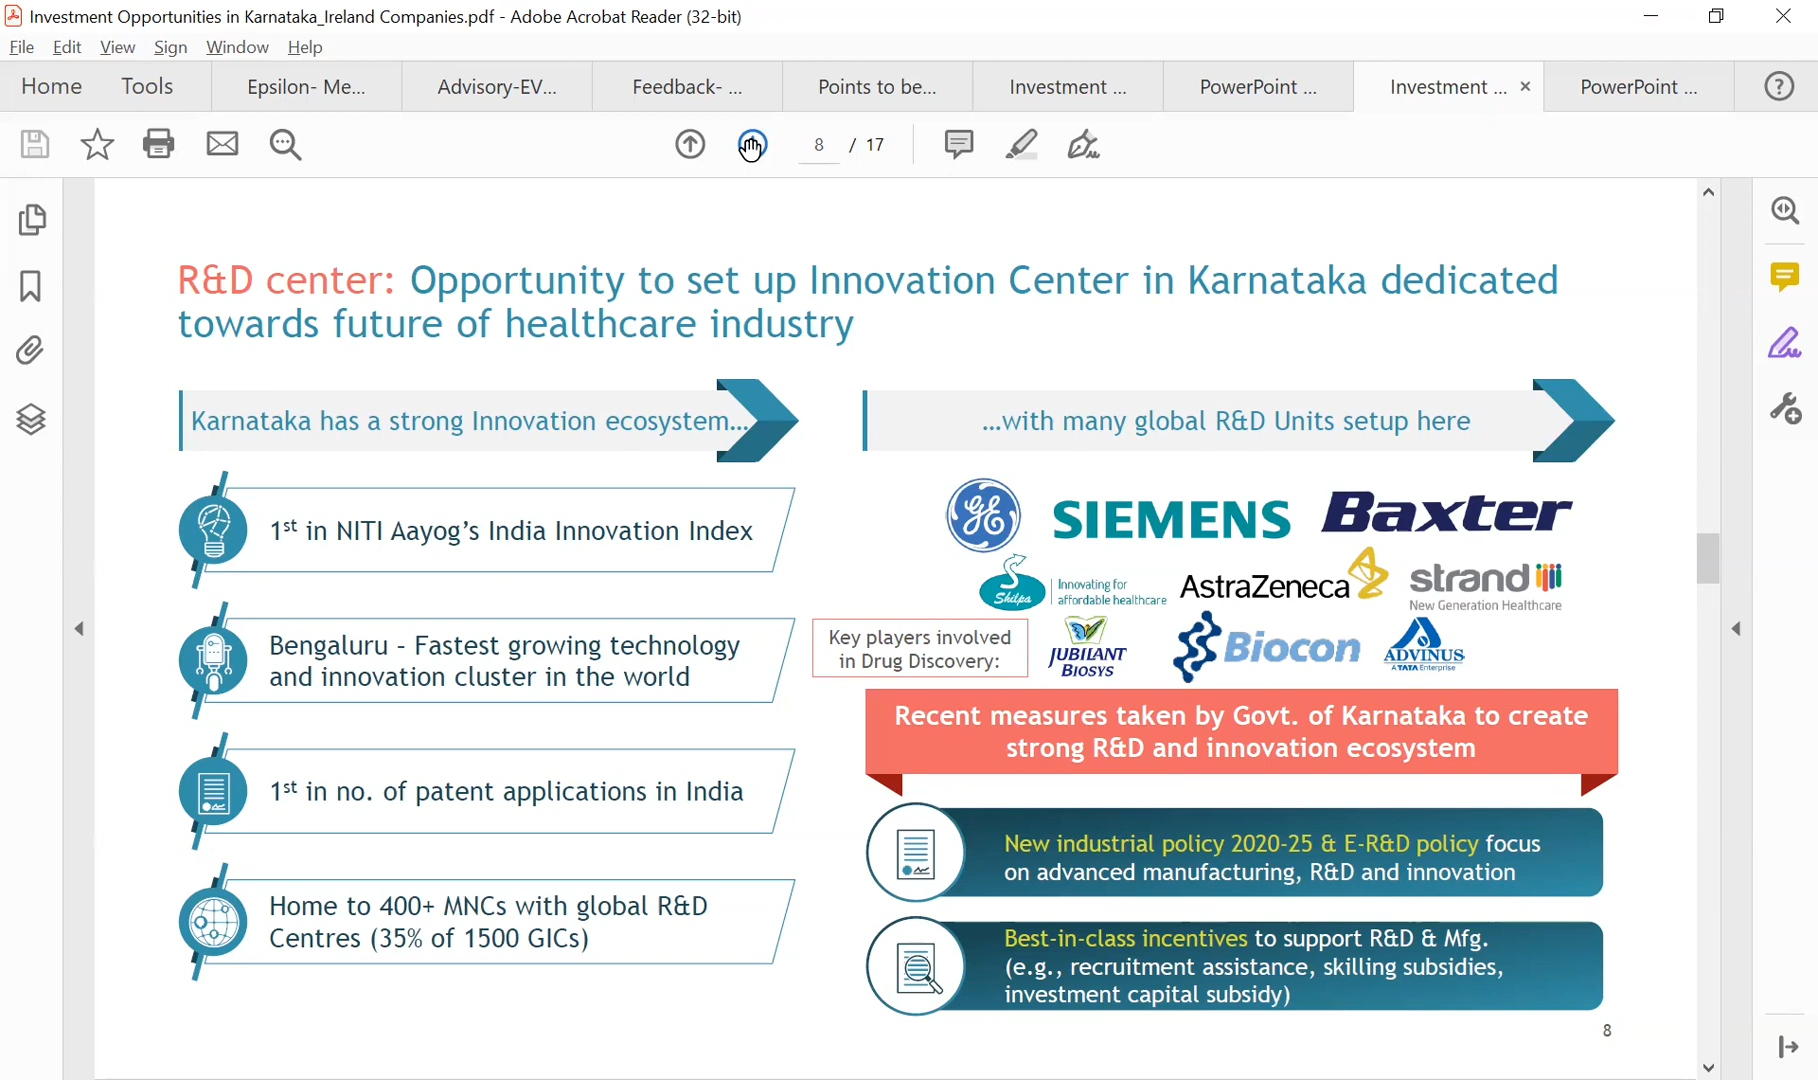 Investment Opportunities in Karnataka_Ireland Companies.pdf - Adobe Acrobat Reader (32-bit)
File Edit View Sign Window Help
Home Tools Epsilon- Me... Advisory-EV... Feedback- ... Points to be... Investment ... PowerPoint ... Investment ... × PowerPoint ... ?
8 / 17
R&D center: Opportunity to set up Innovation Center in Karnataka dedicated
towards future of healthcare industry
Karnataka has a strong Innovation ecosystem...
1st in NITI Aayog's India Innovation Index
Bengaluru - Fastest growing technology
and innovation cluster in the world
1st in no. of patent applications in India
Home to 400+ MNCs with global R&D
Centres (35% of 1500 GICs)
...with many global R&D Units setup here
GE SIEMENS Baxter
Shilpa Innovating for
affordable healthcare
AstraZeneca
strand
New Generation Healthcare
Key players involved
in Drug Discovery:
JUBILANT
BIOSYS
Biocon
ADVINUS
A TATA Enterprise
Recent measures taken by Govt. of Karnataka to create
strong R&D and innovation ecosystem
New industrial policy 2020-25 & E-R&D policy focus
on advanced manufacturing, R&D and innovation
Best-in-class incentives to support R&D & Mfg.
(e.g., recruitment assistance, skilling subsidies,
investment capital subsidy)
8